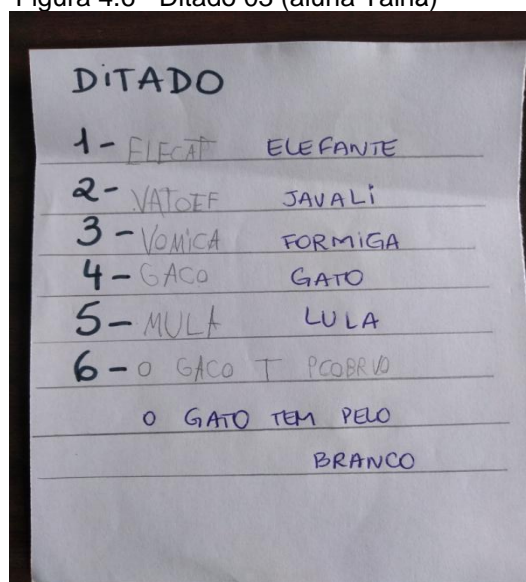 Figura 4.6 - Ditado 03 (aluna Taina)
DiTADO
1- ELECAT ELEFANTE
2- VATOEF JAVALi
3- VOMiCA FORMiGA
4- GACO GATO
5- MULA LULA
6- O GACO T PCOBRVO
O GATO TEM PELO
BRANCO